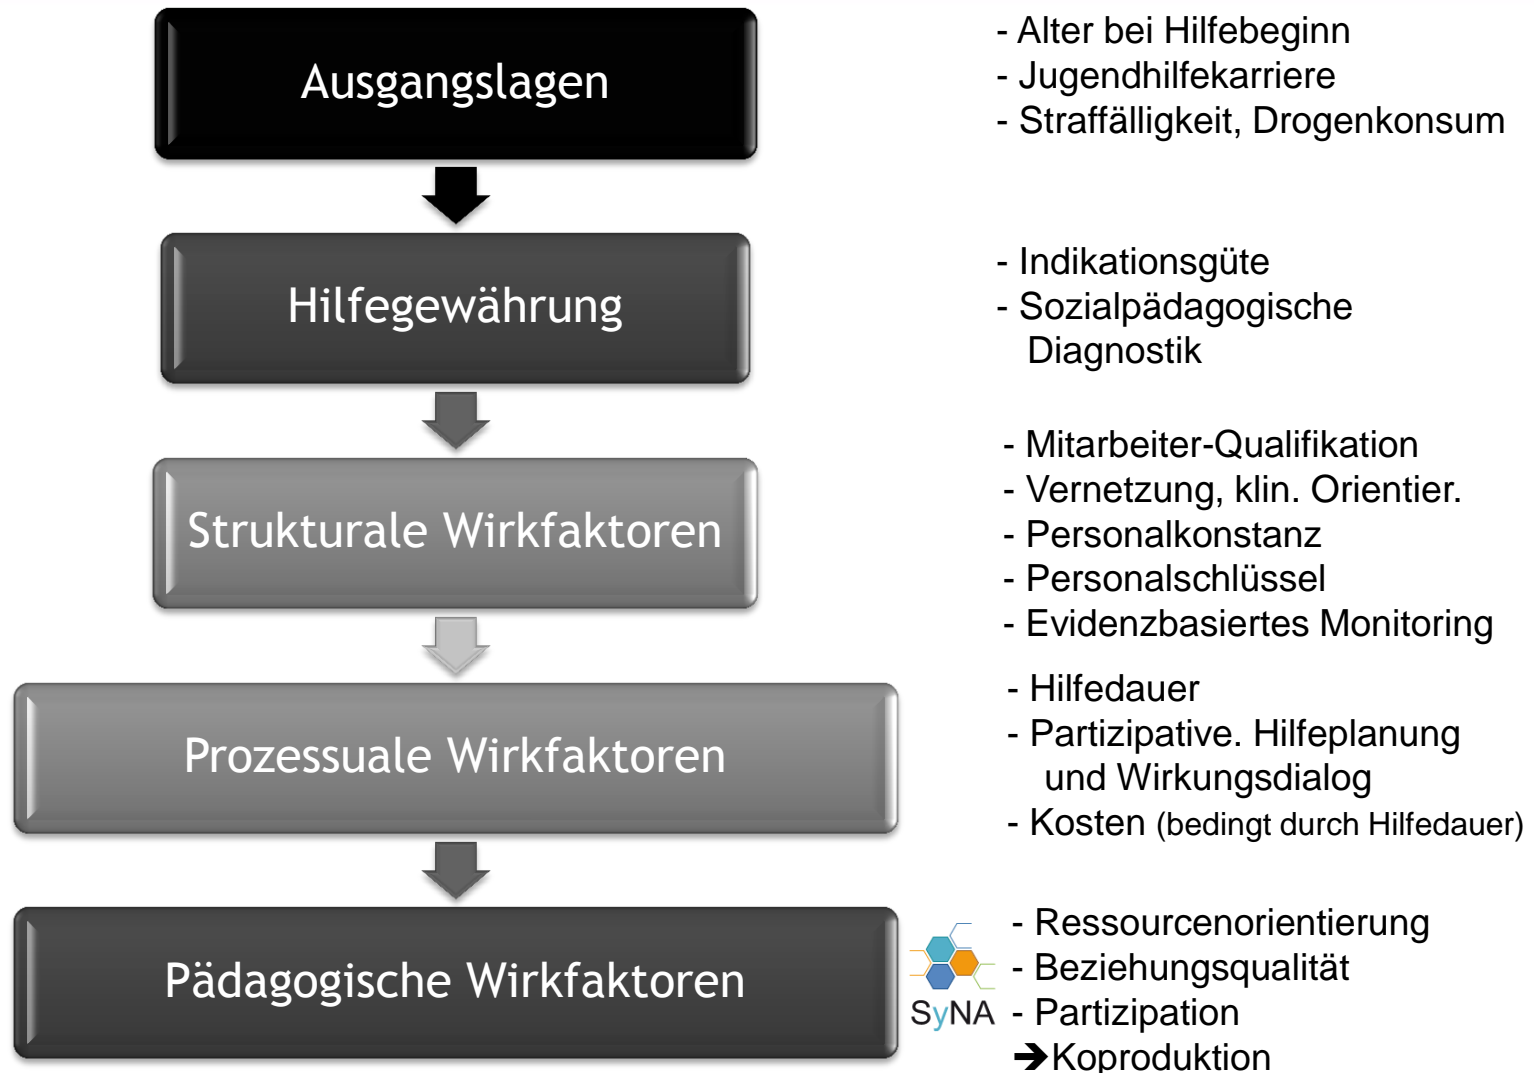 Ausgangslagen
- Alter bei Hilfebeginn
- Jugendhilfekarriere
- Straffälligkeit, Drogenkonsum
Hilfegewährung
- Indikationsgüte
- Sozialpädagogische
Diagnostik
Strukturale Wirkfaktoren
- Mitarbeiter-Qualifikation
- Vernetzung, klin. Orientier.
- Personalkonstanz
- Personalschlüssel
- Evidenzbasiertes Monitoring
Prozessuale Wirkfaktoren
- Hilfedauer
- Partizipative. Hilfeplanung
und Wirkungsdialog
- Kosten (bedingt durch Hilfedauer)
Pädagogische Wirkfaktoren
SyNA
- Ressourcenorientierung
- Beziehungsqualität
- Partizipation
➔Koproduktion